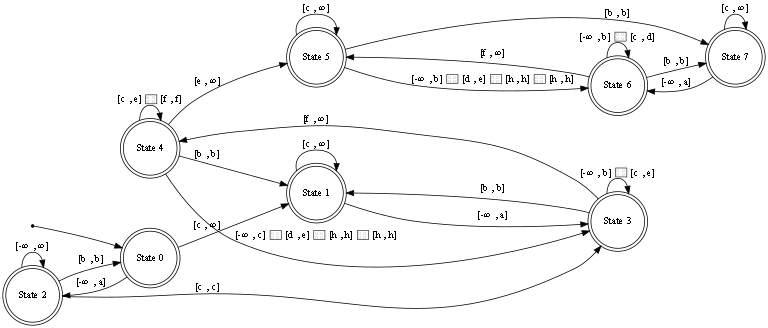 [c , ∞]
[b , b]
[c , ∞]
[-∞ , b] [c , d]
State 5
State 7
[f , ∞]
[b , b]
[e , ∞]
[-∞ , b] [d , e] [h , h] [h , h]
[-∞ , a]
State 6
[c , e] [f , f]
[f , ∞]
State 4
[c , ∞]
[b , b]
[-∞ , b] [c , e]
State 1
[b , b]
[-∞ , a]
State 3
[c , ∞]
[-∞ , c] [d , e] [h , h] [h , h]
[-∞ , ∞]
[b , b]
State 0
[-∞ , a]
State 2
[c , c]